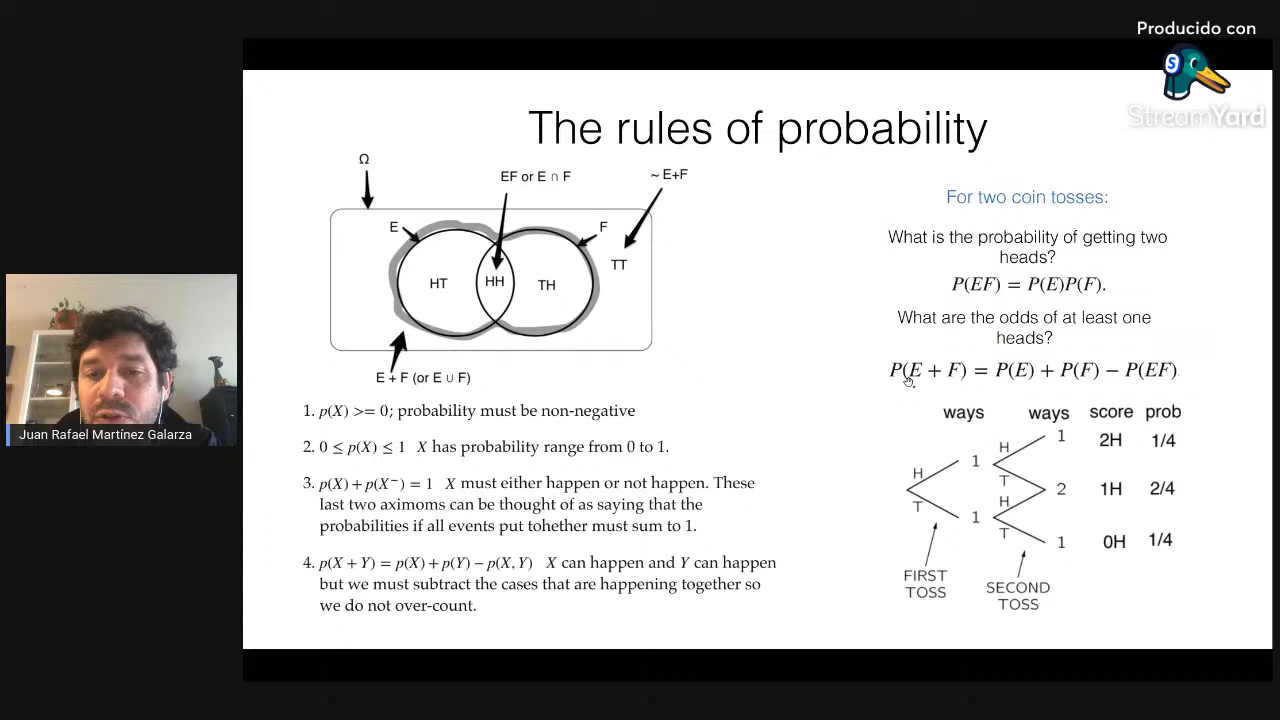 Producido con
StreamYard
The rules of probability
Ω
EF or E ∩ F
~ E+F
E
F
TT
HT
HH
TH
E + F (or E ∪ F)
1. p(X) >= 0; probability must be non-negative
2. 0 ≤ p(X) ≤ 1 X has probability range from 0 to 1.
3. p(X) + p(X⁻) = 1 X must either happen or not happen. These
last two aximoms can be thought of as saying that the
probabilities if all events put tohether must sum to 1.
4. p(X + Y) = p(X) + p(Y) − p(X, Y) X can happen and Y can happen
but we must subtract the cases that are happening together so
we do not over-count.
For two coin tosses:
What is the probability of getting two
heads?
P(EF) = P(E)P(F).
What are the odds of at least one
heads?
P(E + F) = P(E) + P(F) − P(EF)
ways ways score prob
H 1 H 1 2H 1/4
T H 2 1H 2/4
T 1 T 1 0H 1/4
FIRST
TOSS
SECOND
TOSS
Juan Rafael Martínez Galarza